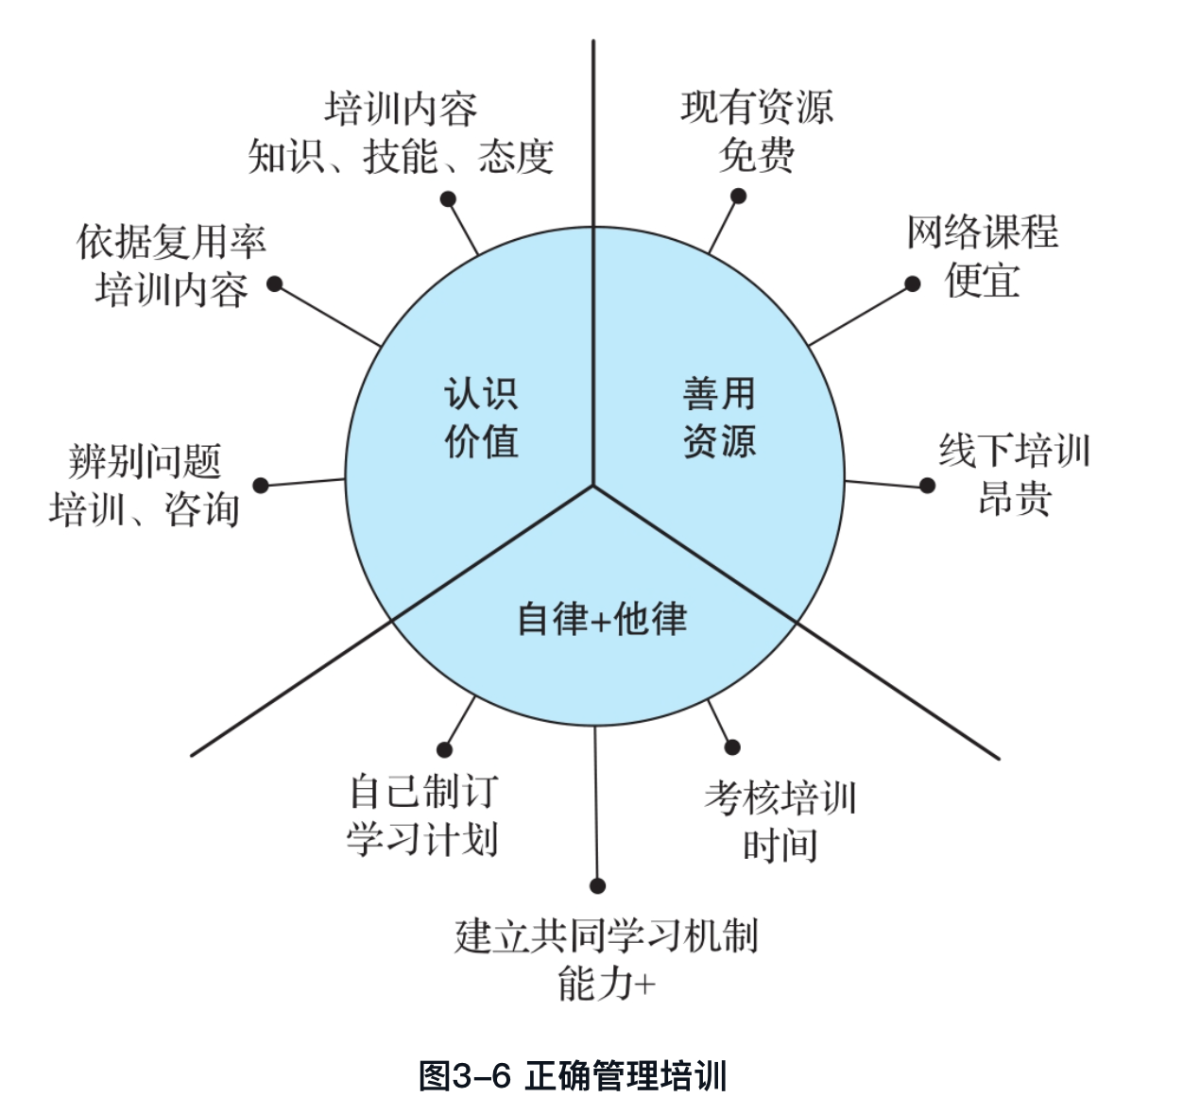 培训内容
知识、技能、态度
依据复用率
培训内容
辨别问题
培训、咨询
认识
价值
现有资源
免费
网络课程
便宜
线下培训
昂贵
善用
资源
自律+他律
自己制订
学习计划
建立共同学习机制
能力+
考核培训
时间
图3-6 正确管理培训